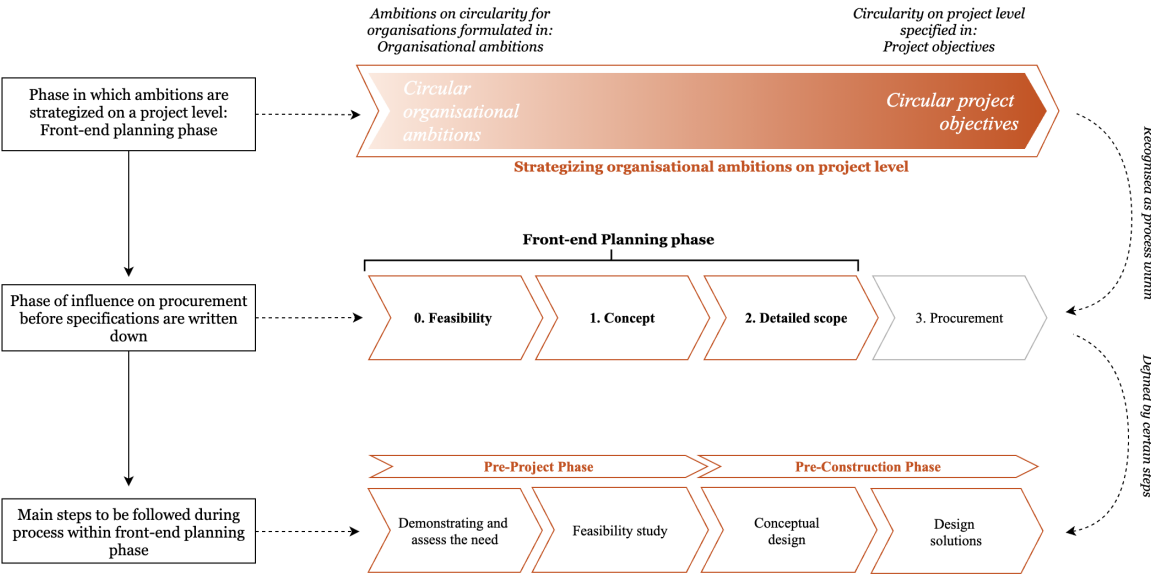 Ambitions on circularity for
organisations formulated in:
Organisational ambitions
Circularity on project level
specified in:
Project objectives
Phase in which ambitions are
strategized on a project level:
Front-end planning phase
Circular
organisational
ambitions
Circular project
objectives
Strategizing organisational ambitions on project level
Recognised as process within
Front-end Planning phase
Phase of influence on procurement
before specifications are written
down
0. Feasibility
1. Concept
2. Detailed scope
3. Procurement
Defined by certain steps
Pre-Project Phase
Pre-Construction Phase
Main steps to be followed during
process within front-end planning
phase
Demonstrating and
assess the need
Feasibility study
Conceptual
design
Design
solutions